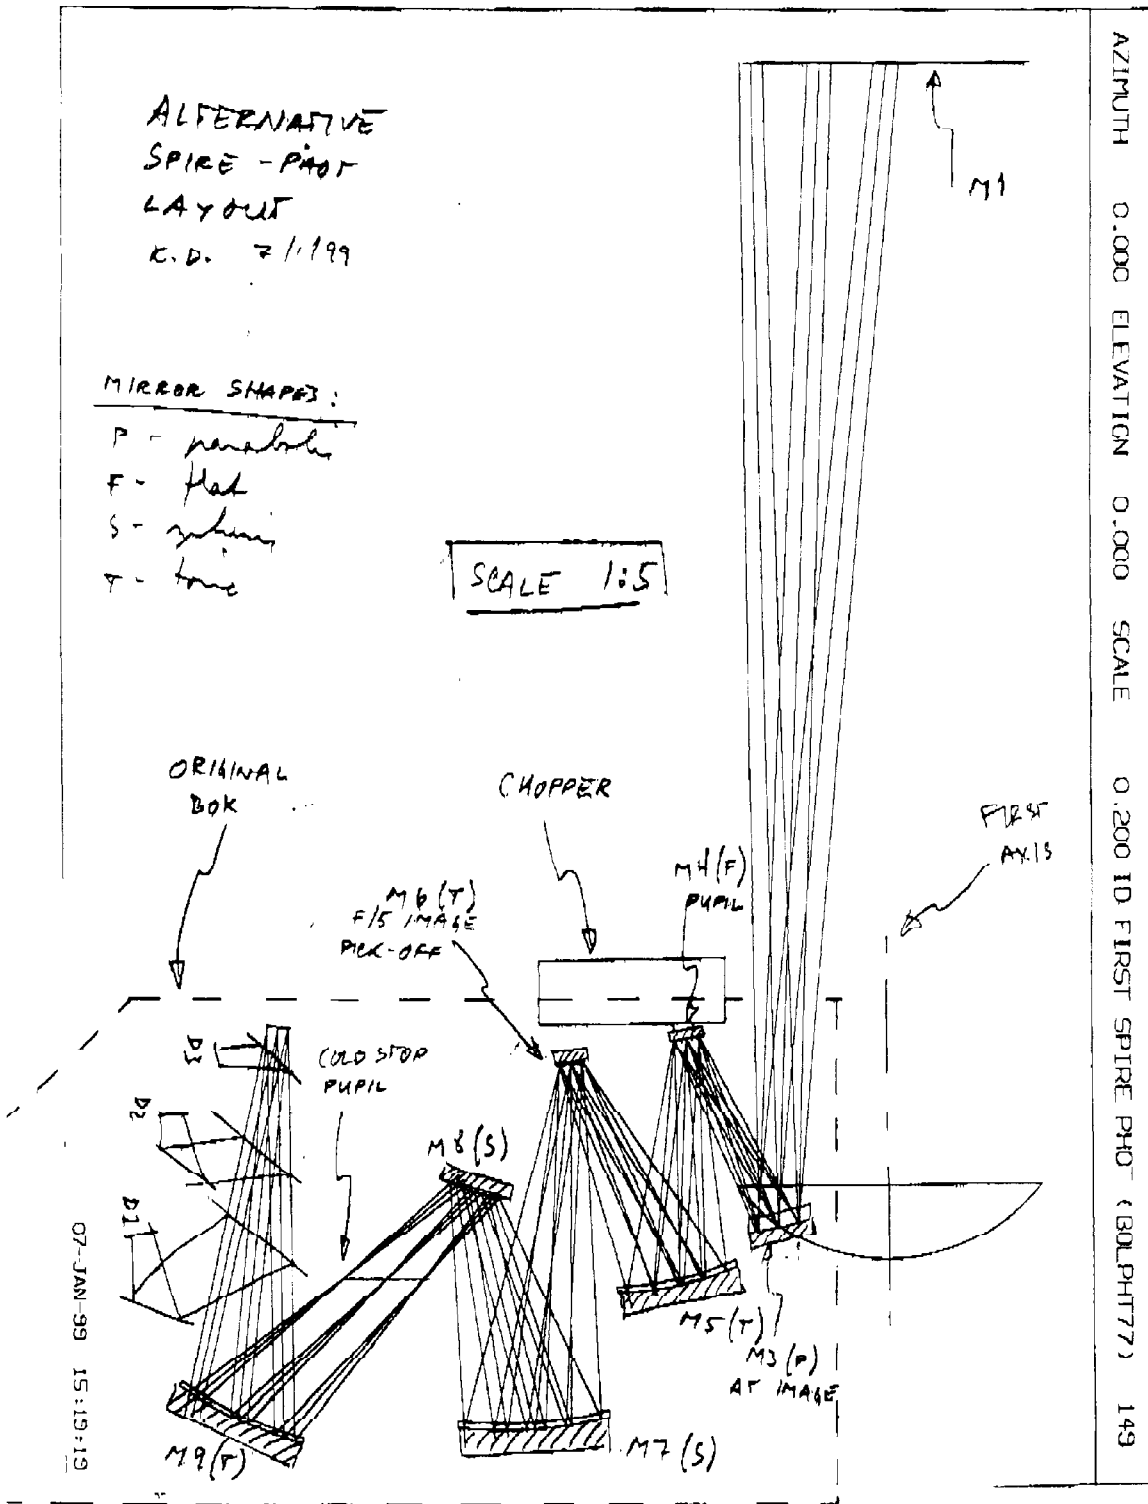 ALTERNATIVE
SPIRE - PHOT
LAYOUT
K.D. 7/1/99
MIRROR SHAPES:
P - parabolic
F - flat
S - spheric
T - toric
SCALE 1:5
M1
ORIGINAL
BOX
CHOPPER
FIRST
AXIS
M6 (T)
F/5 IMAGE
PICK-OFF
M4 (F)
PUPIL
D3
COLD STOP
PUPIL
D2
M8 (S)
D1
M5 (T)
M3 (P)
AT IMAGE
M9 (T)
M7 (S)
AZIMUTH 0.000 ELEVATION 0.000 SCALE 0.200 ID FIRST SPIRE PHOT (BOLPHT77) 149
07-JAN-99 15:19:19